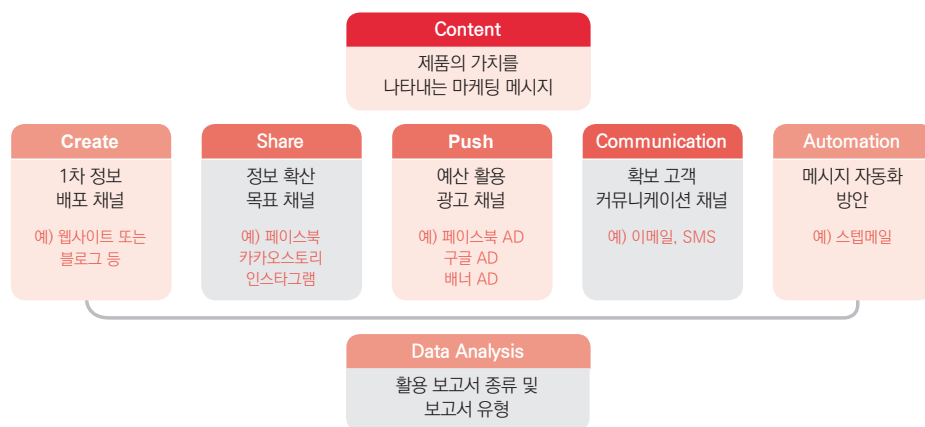 Content
제품의 가치를
나타내는 마케팅 메시지
Create
1차 정보
배포 채널
예) 웹사이트 또는
블로그 등
Share
정보 확산
목표 채널
예) 페이스북
카카오스토리
인스타그램
Push
예산 활용
광고 채널
예) 페이스북 AD
구글 AD
배너 AD
Communication
확보 고객
커뮤니케이션 채널
예) 이메일, SMS
Automation
메시지 자동화
방안
예) 스텝메일
Data Analysis
활용 보고서 종류 및
보고서 유형